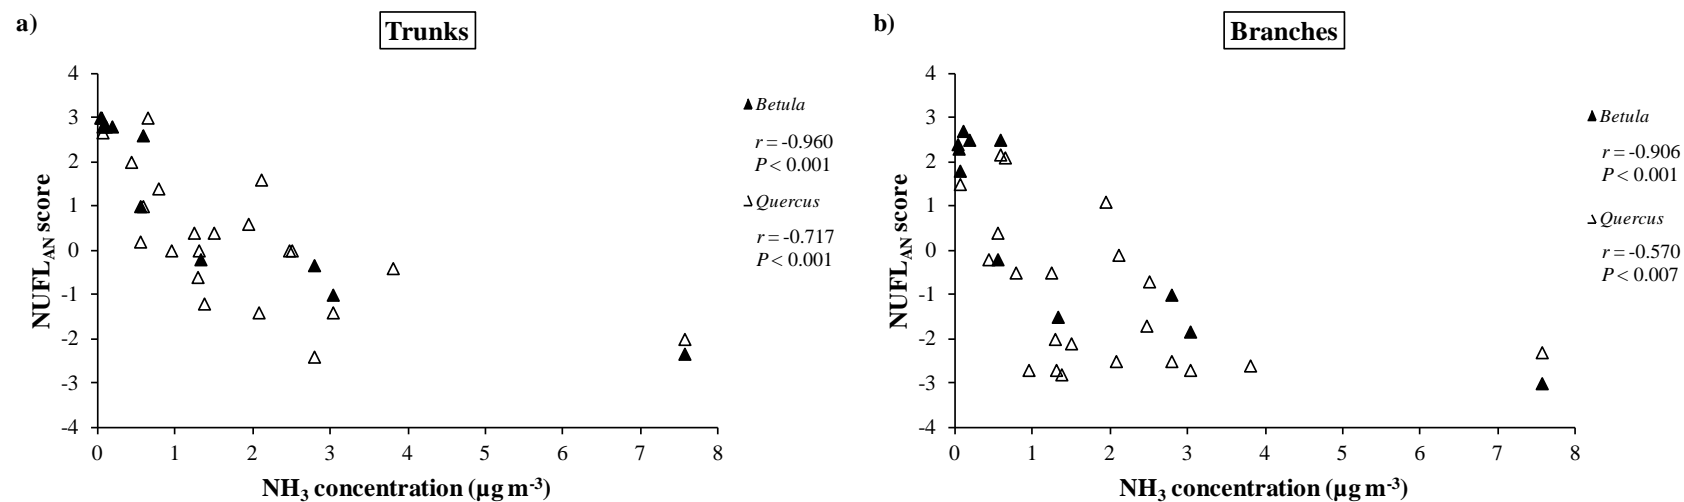 a)
Trunks
4
3
2
1
0
-1
-2
-3
-4
NUFL_AN score
0 1 2 3 4 5 6 7 8
NH₃ concentration (µg m⁻³)
Betula
r = -0.960
P < 0.001
Quercus
r = -0.717
P < 0.001
b)
Branches
4
3
2
1
0
-1
-2
-3
-4
NUFL_AN score
0 1 2 3 4 5 6 7 8
NH₃ concentration (µg m⁻³)
Betula
r = -0.906
P < 0.001
Quercus
r = -0.570
P < 0.007